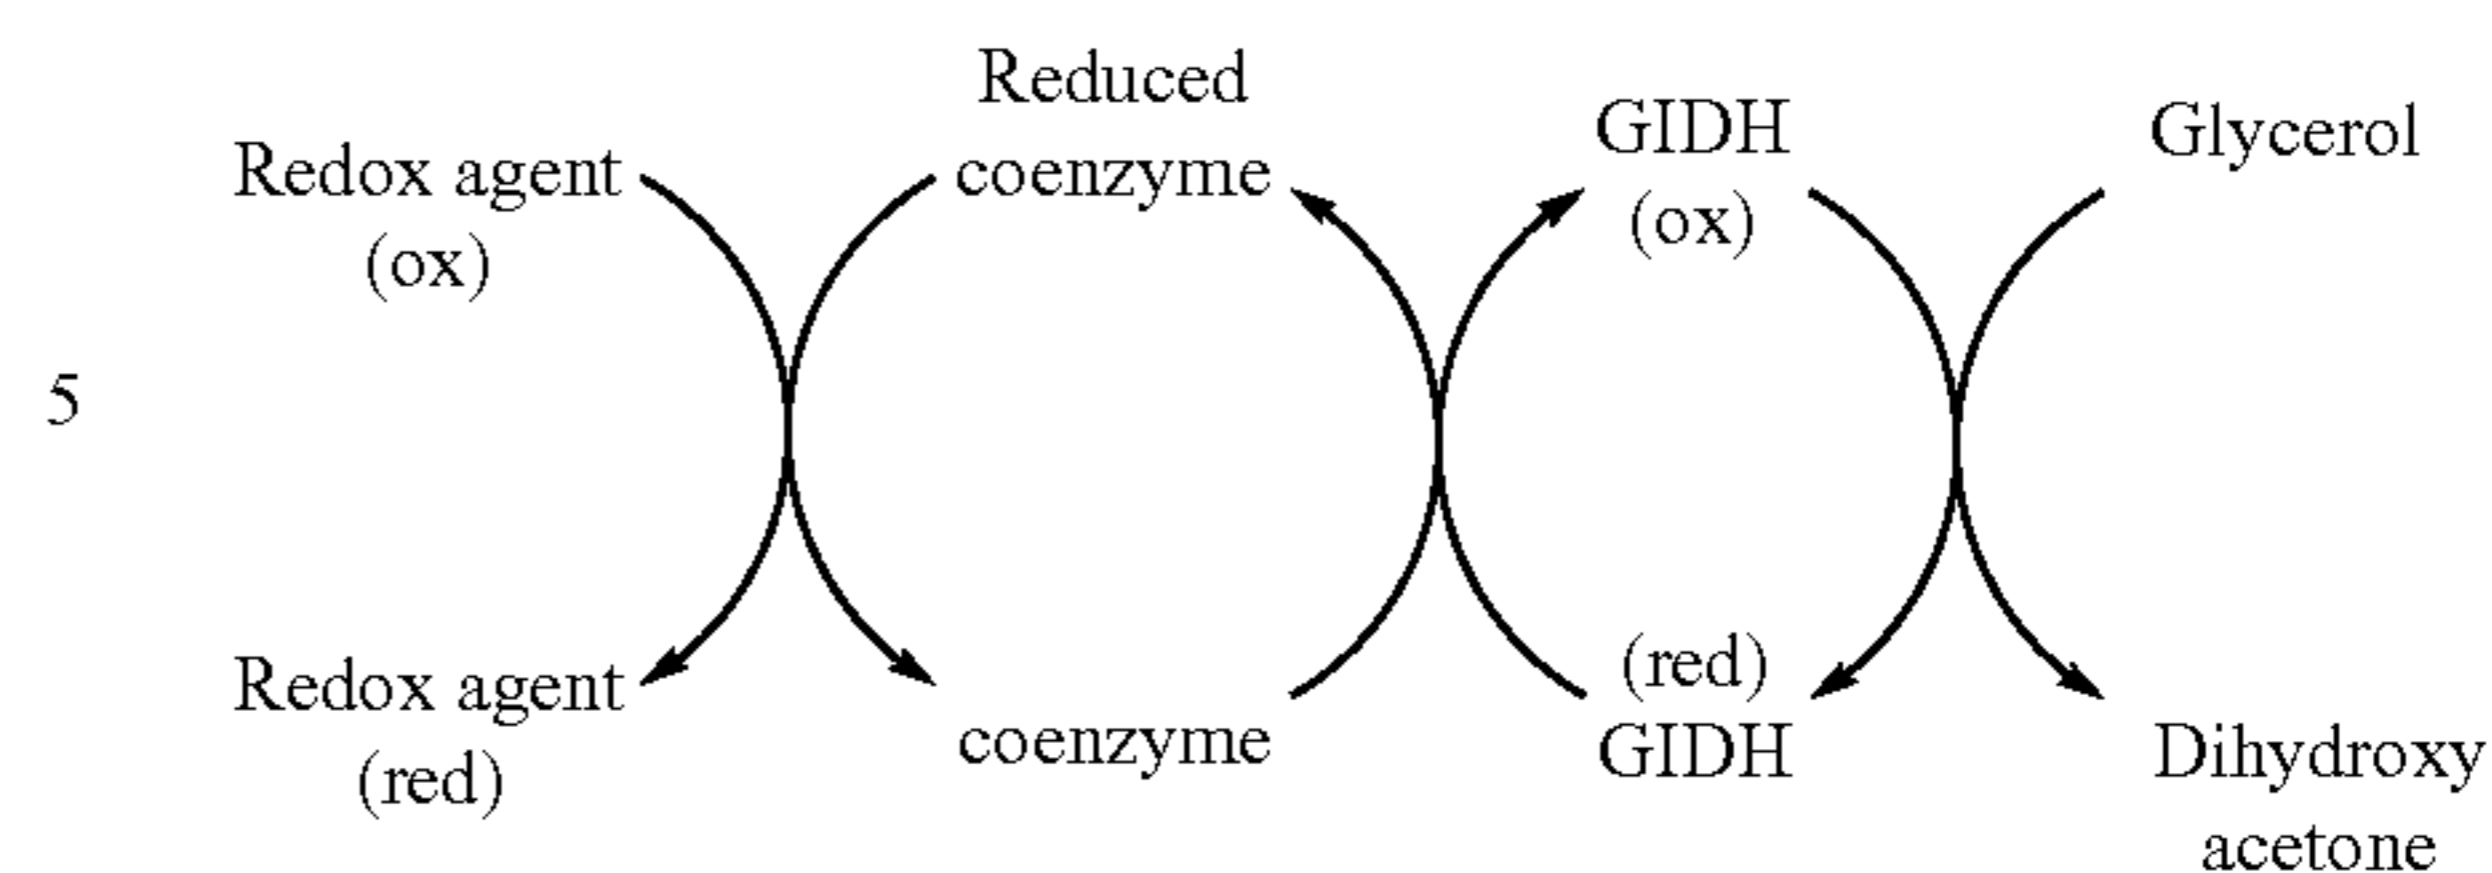 Redox agent
(ox)
Reduced
coenzyme
GIDH
(ox)
Glycerol
5
Redox agent
(red)
coenzyme
(red)
GIDH
Dihydroxy
acetone